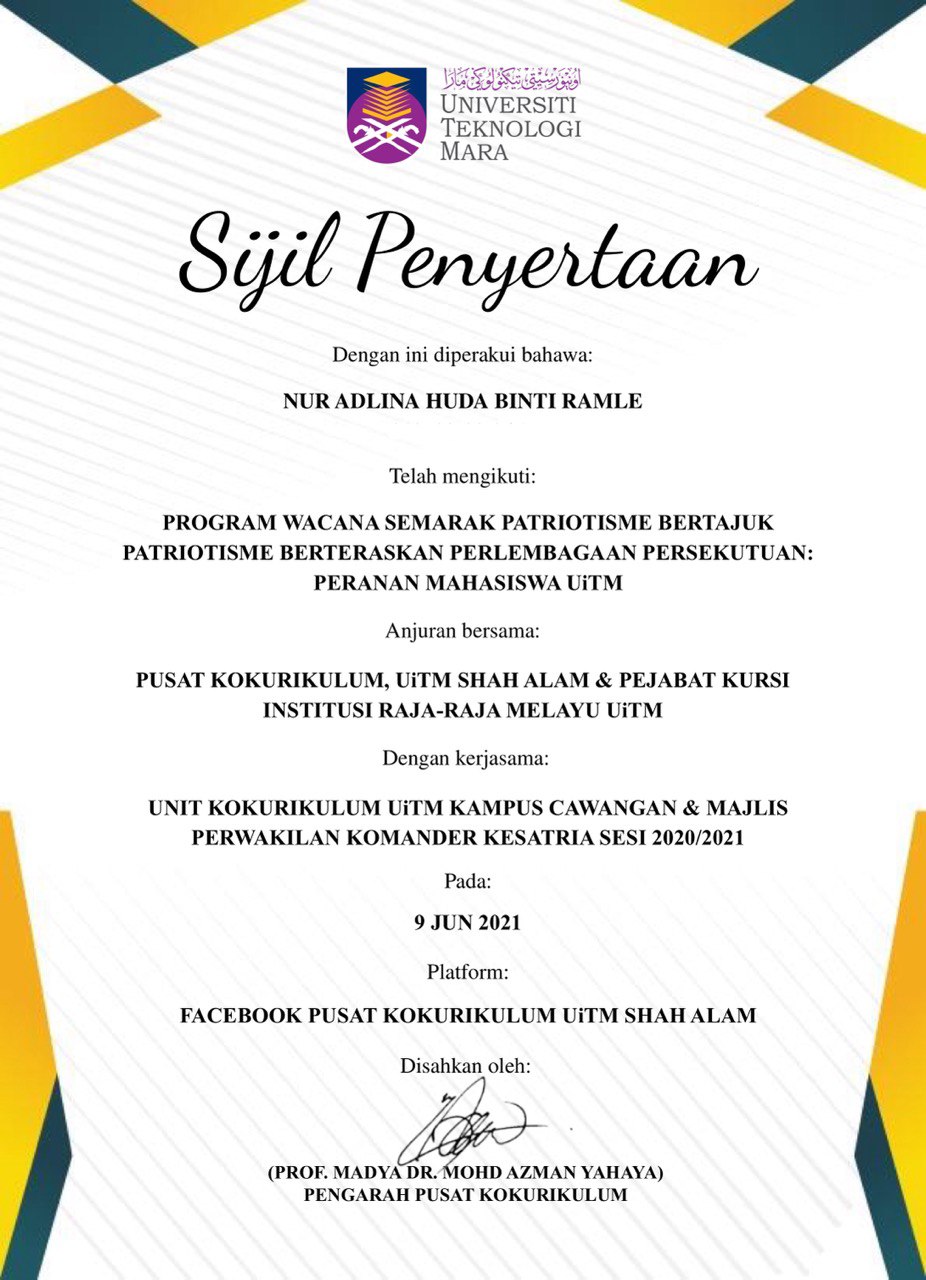 اونيۏرسيتي تيكنولوݢي مارا
UNIVERSITI
TEKNOLOGI
MARA
Sijil Penyertaan
Dengan ini diperakui bahawa:
NUR ADLINA HUDA BINTI RAMLE
Telah mengikuti:
PROGRAM WACANA SEMARAK PATRIOTISME BERTAJUK
PATRIOTISME BERTERASKAN PERLEMBAGAAN PERSEKUTUAN:
PERANAN MAHASISWA UiTM
Anjuran bersama:
PUSAT KOKURIKULUM, UiTM SHAH ALAM & PEJABAT KURSI
INSTITUSI RAJA-RAJA MELAYU UiTM
Dengan kerjasama:
UNIT KOKURIKULUM UiTM KAMPUS CAWANGAN & MAJLIS
PERWAKILAN KOMANDER KESATRIA SESI 2020/2021
Pada:
9 JUN 2021
Platform:
FACEBOOK PUSAT KOKURIKULUM UiTM SHAH ALAM
Disahkan oleh:
(PROF. MADYA DR. MOHD AZMAN YAHAYA)
PENGARAH PUSAT KOKURIKULUM